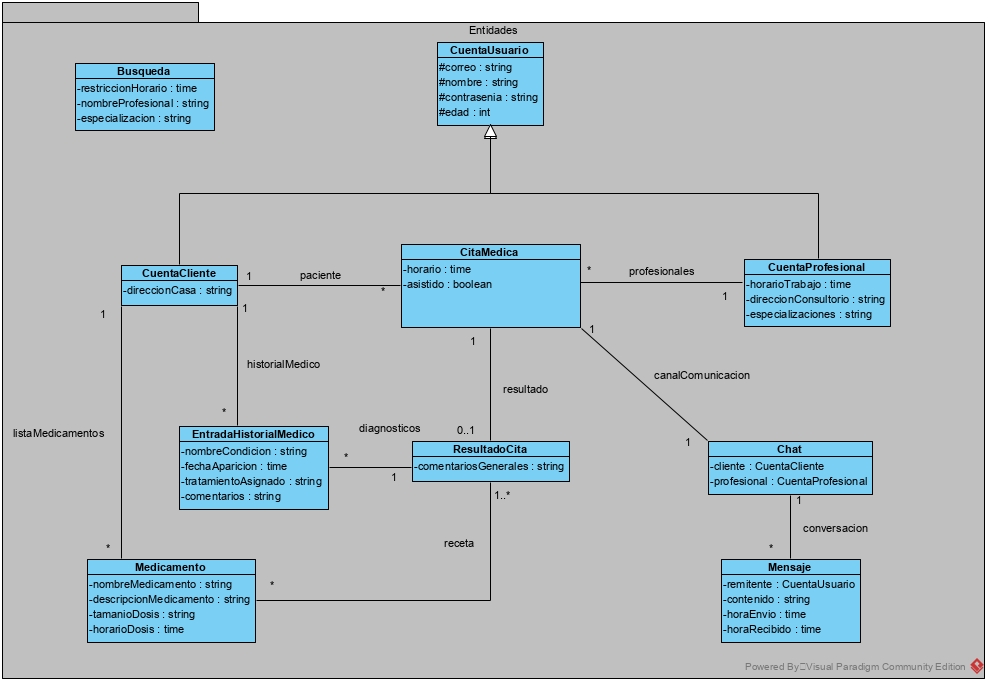 Entidades
CuentaUsuario
#correo : string
#nombre : string
#contrasenia : string
#edad : int
Busqueda
-restriccionHorario : time
-nombreProfesional : string
-especializacion : string
CuentaCliente
-direccionCasa : string
1
paciente
*
CitaMedica
-horario : time
-asistido : boolean
*
profesionales
1
CuentaProfesional
-horarioTrabajo : time
-direccionConsultorio : string
-especializaciones : string
1
1
historialMedico
*
1
resultado
0..1
1
canalComunicacion
1
listaMedicamentos
*
EntradaHistorialMedico
-nombreCondicion : string
-fechaAparicion : time
-tratamientoAsignado : string
-comentarios : string
diagnosticos
*
1
ResultadoCita
-comentariosGenerales : string
1..*
receta
*
Chat
-cliente : CuentaCliente
-profesional : CuentaProfesional
1
conversacion
*
Medicamento
-nombreMedicamento : string
-descripcionMedicamento : string
-tamanioDosis : string
-horarioDosis : time
Mensaje
-remitente : CuentaUsuario
-contenido : string
-horaEnvio : time
-horaRecibido : time
Powered By Visual Paradigm Community Edition